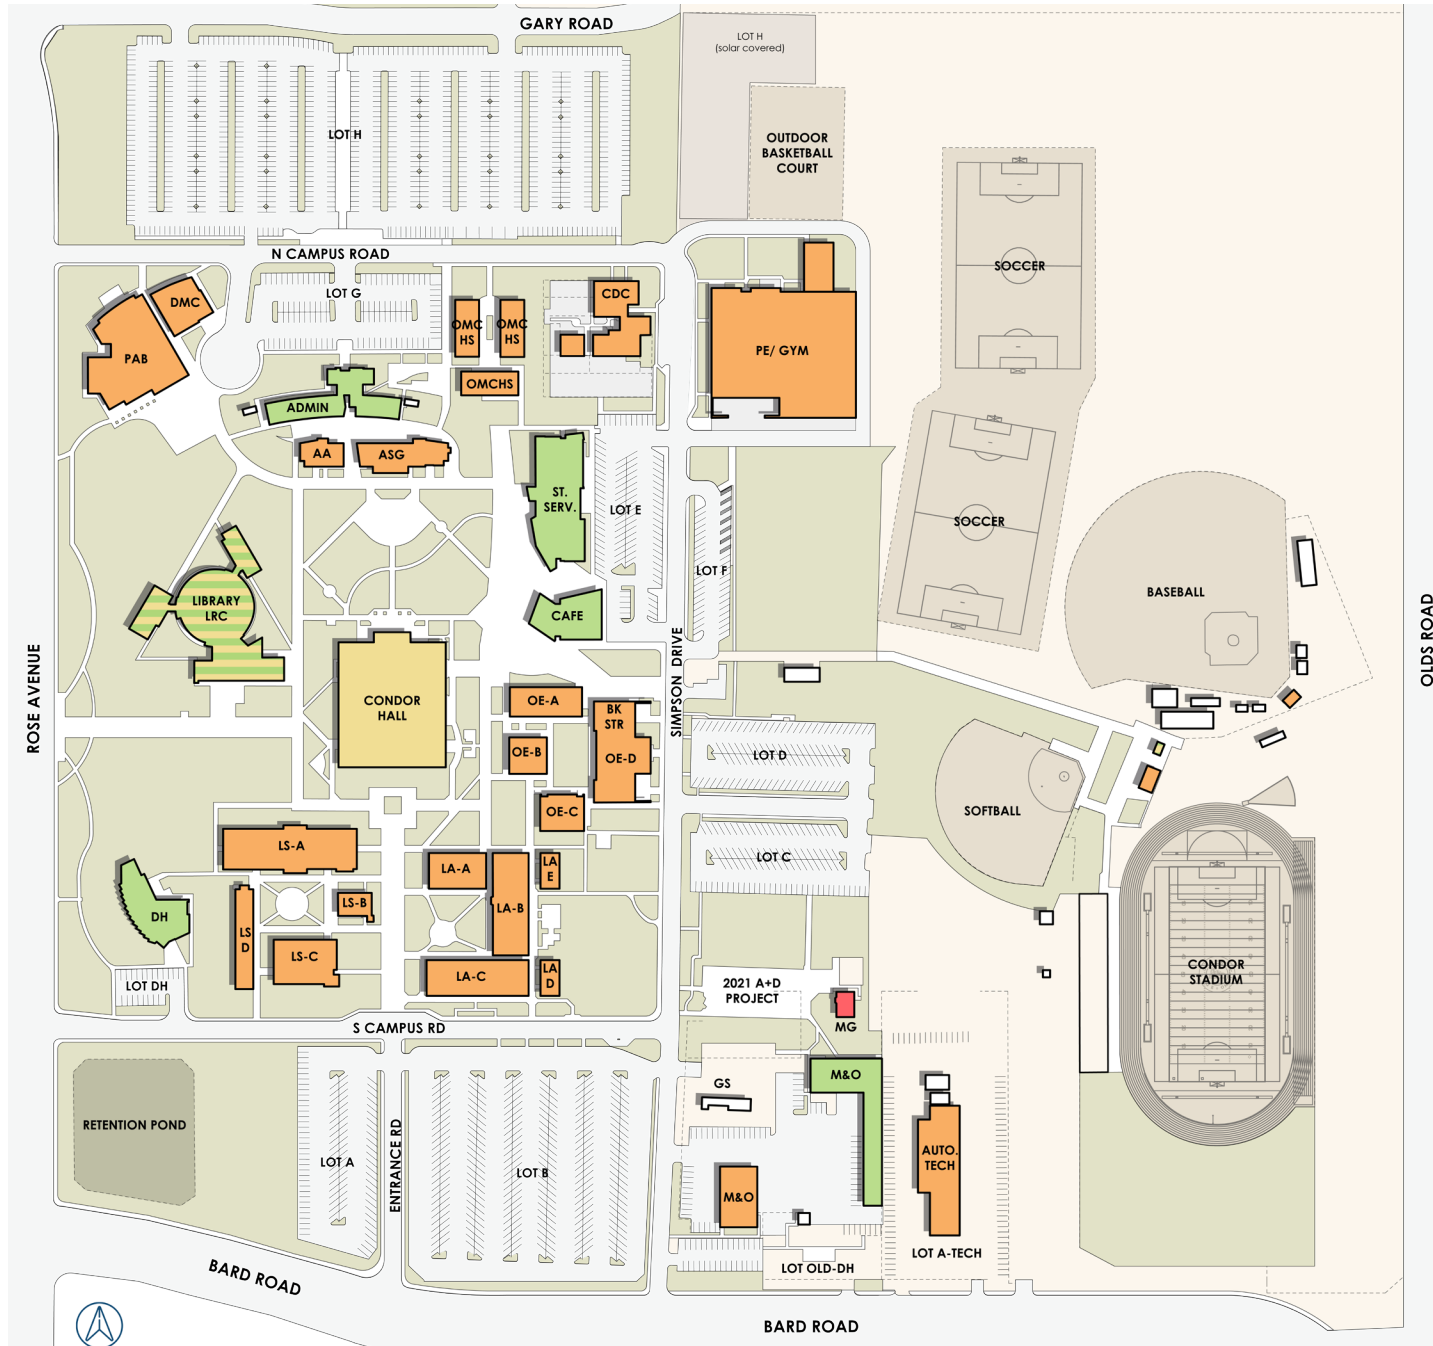 GARY ROAD
LOT H
(solar covered)
LOT H
OUTDOOR
BASKETBALL
COURT
N CAMPUS ROAD
SOCCER
LOT G
DMC
CDC
OMC
HS
OMC
HS
PAB
PE/ GYM
OMCHS
ADMIN
AA
ASG
ST.
SERV.
LOT E
SOCCER
LOT F
BASEBALL
LIBRARY
LRC
CAFE
OLDS ROAD
ROSE AVENUE
SIMPSON DRIVE
CONDOR
HALL
OE-A
BK
STR
OE-B
OE-D
LOT D
OE-C
SOFTBALL
LS-A
LOT C
LA-A
LA
E
LS-B
LA-B
DH
LS
D
LS-C
LA-C
LA
D
CONDOR
STADIUM
LOT DH
2021 A+D
PROJECT
MG
S CAMPUS RD
M&O
GS
RETENTION POND
LOT A
ENTRANCE RD
LOT B
AUTO.
TECH
M&O
LOT A-TECH
LOT OLD-DH
BARD ROAD
BARD ROAD